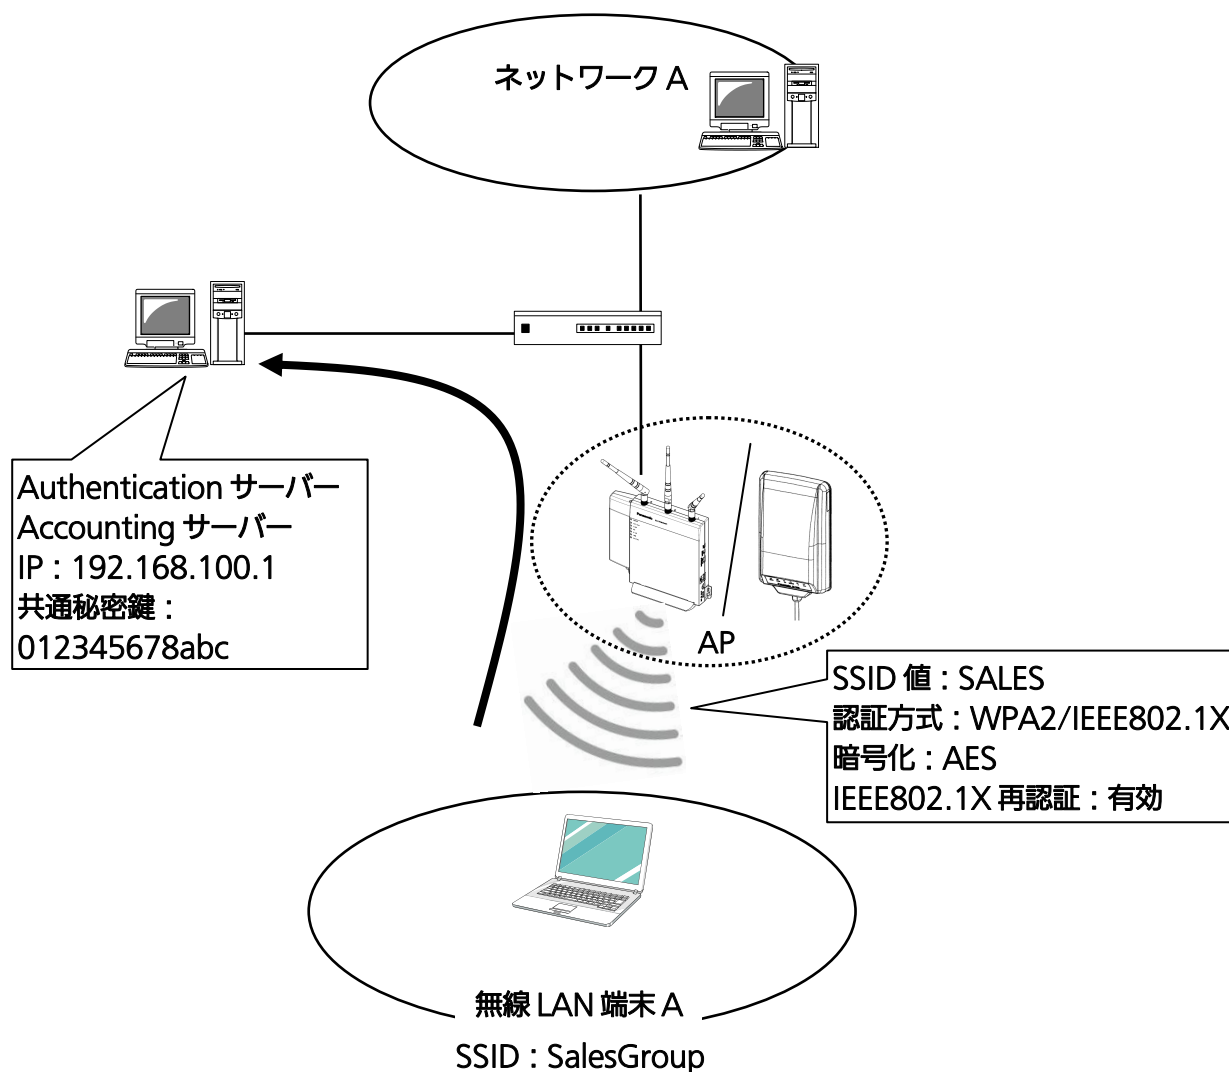 ネットワーク A
Authentication サーバー
Accounting サーバー
IP：192.168.100.1
共通秘密鍵：
012345678abc
AP
SSID 値：SALES
認証方式：WPA2/IEEE802.1X
暗号化：AES
IEEE802.1X 再認証：有効
無線 LAN 端末 A
SSID：SalesGroup